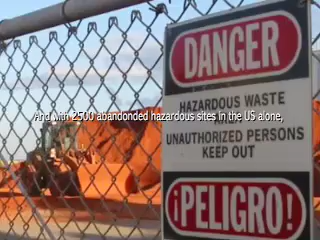 DANGER
HAZARDOUS WASTE
And with 2500 abandonded hazardous sites in the US alone,
UNAUTHORIZED PERSONS
KEEP OUT
¡PELIGRO!